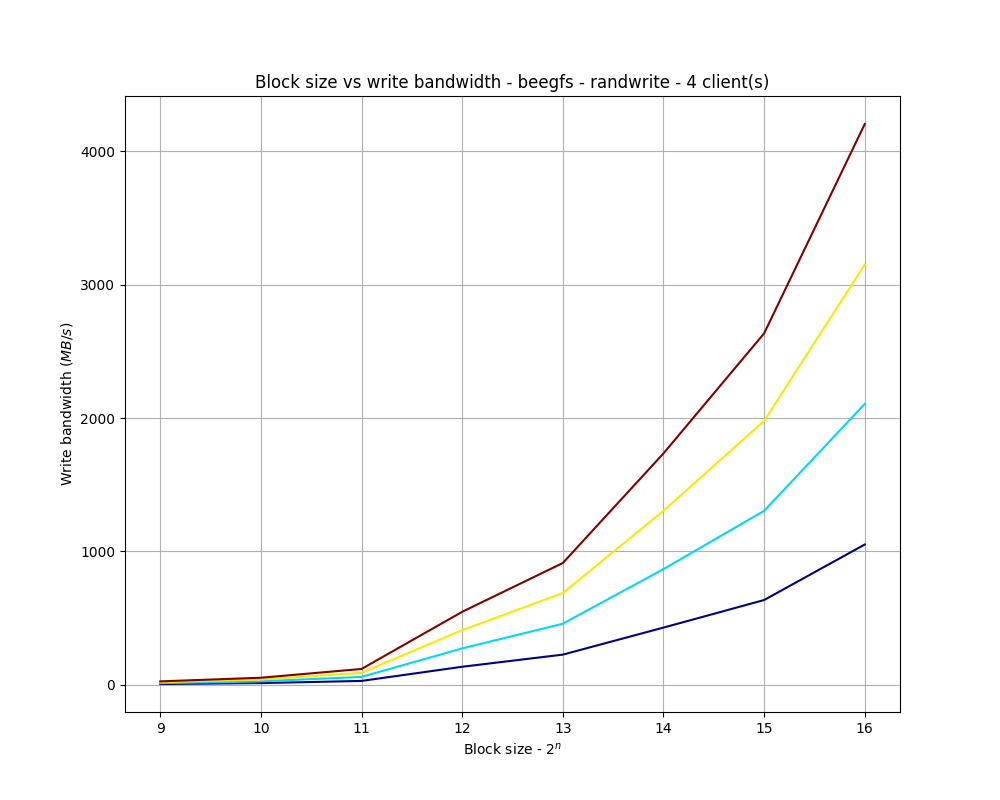 Block size vs write bandwidth - beegfs - randwrite - 4 client(s)
Write bandwidth (MB/s)
4000
3000
2000
1000
0
9 10 11 12 13 14 15 16
Block size - 2ⁿ